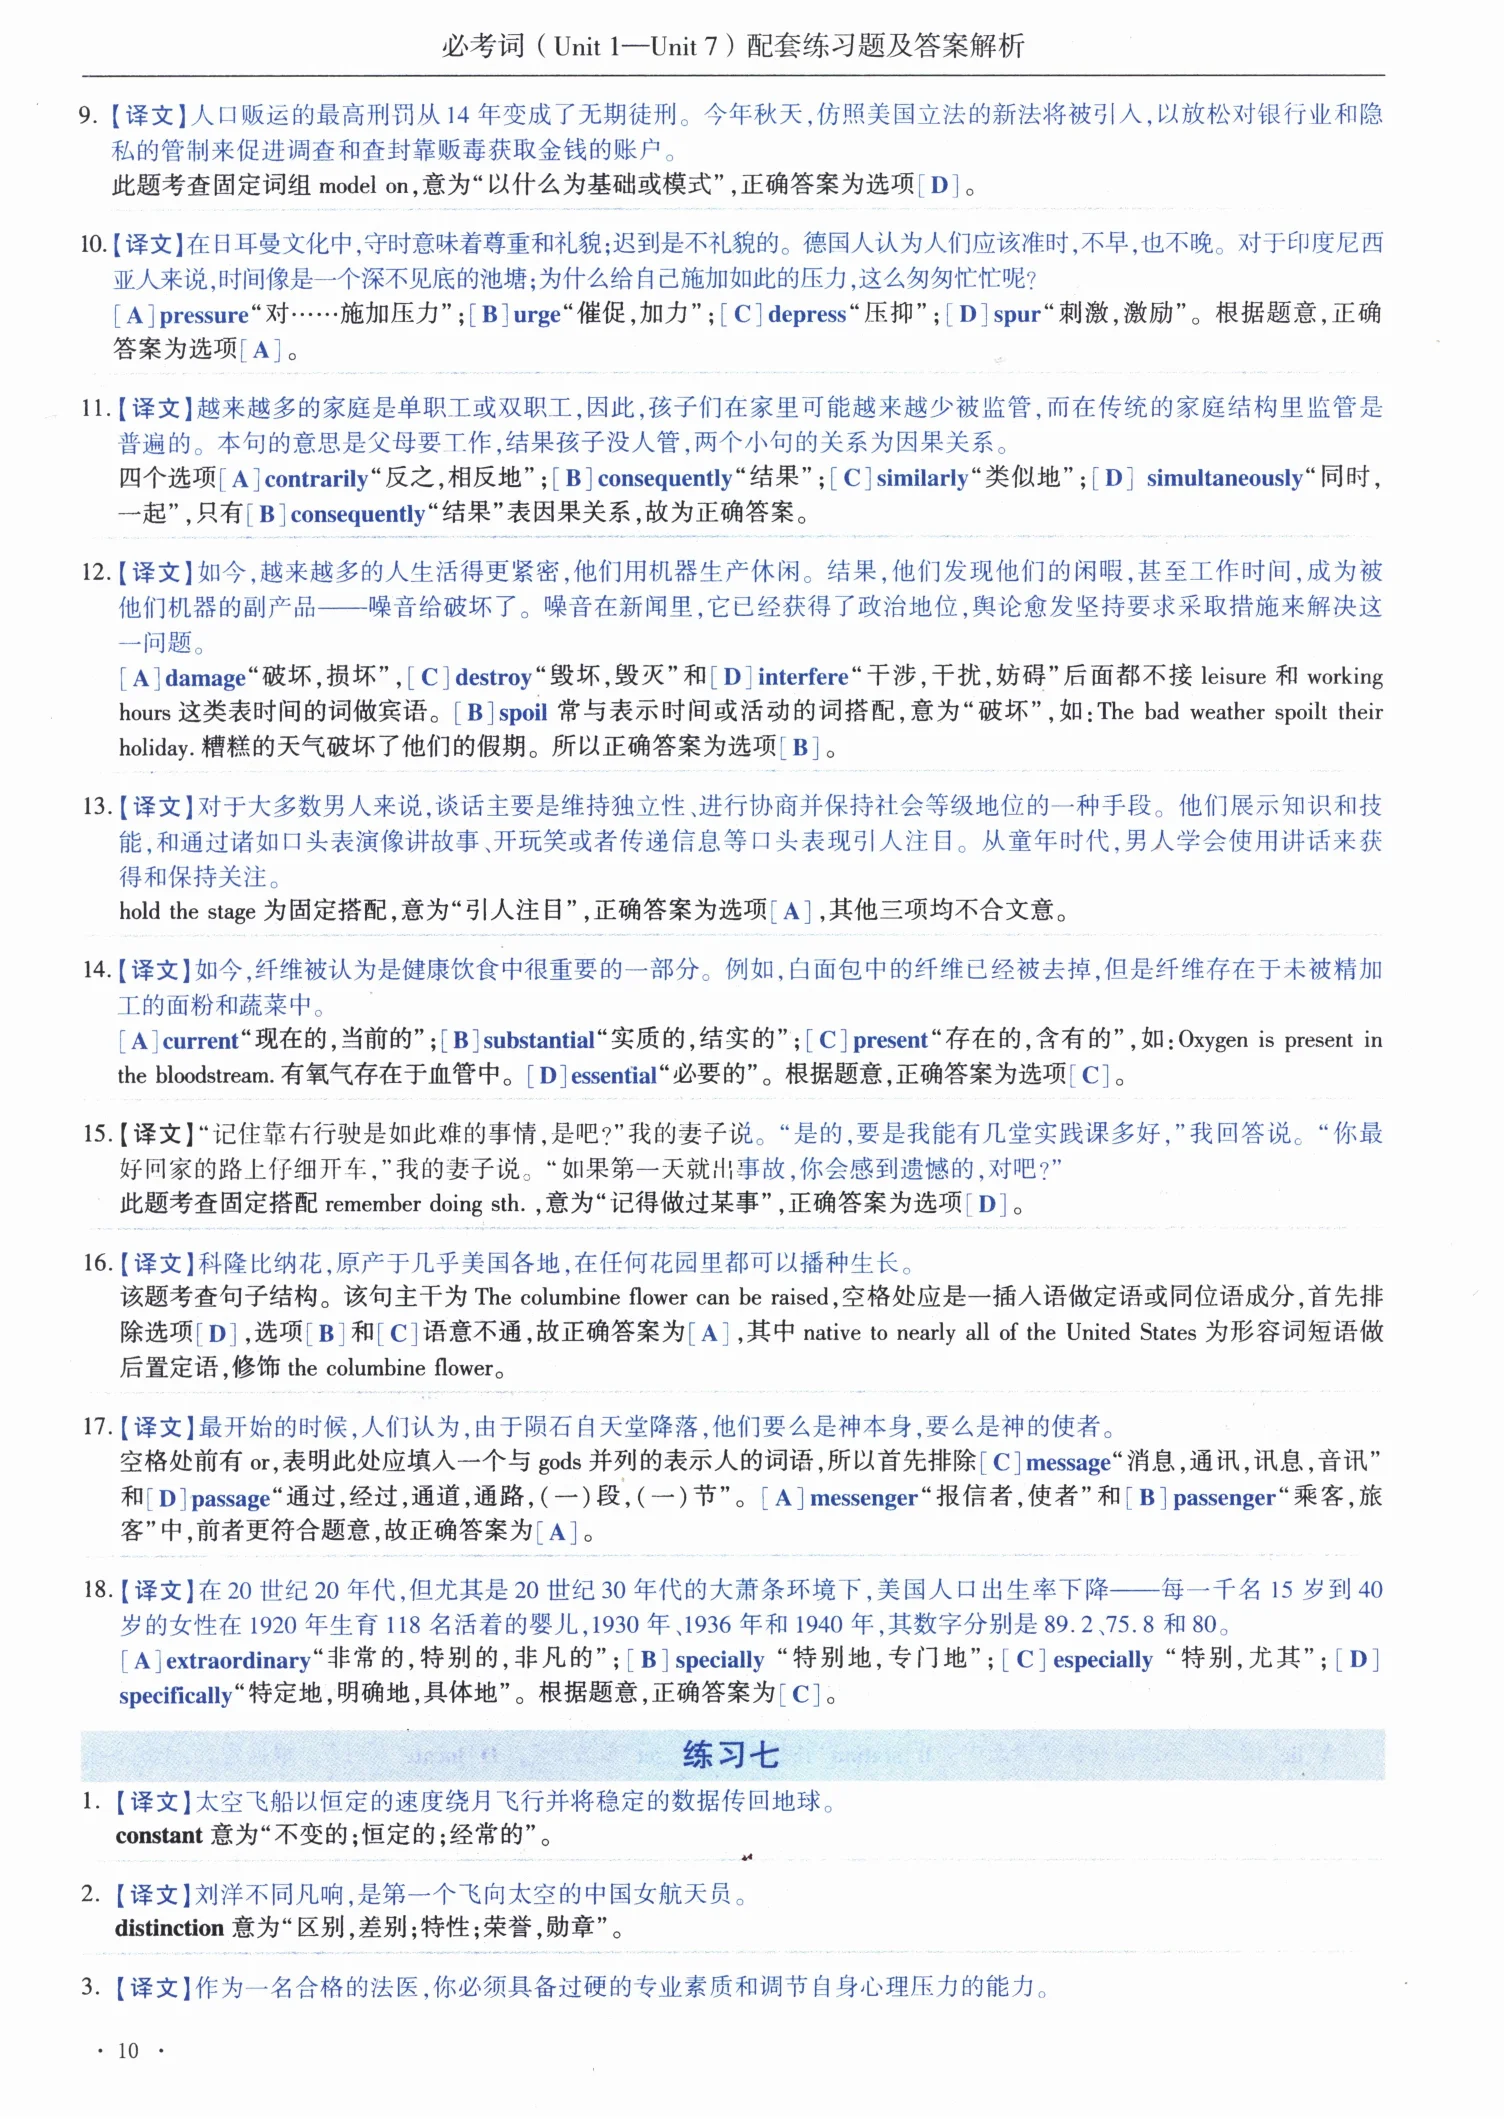 必考词（Unit 1—Unit 7）配套练习题及答案解析
9.【译文】人口贩运的最高刑罚从 14 年变成了无期徒刑。今年秋天,仿照美国立法的新法将被引入,以放松对银行业和隐
私的管制来促进调查和查封靠贩毒获取金钱的账户。
此题考查固定词组 model on,意为“以什么为基础或模式”,正确答案为选项[D]。
10.【译文】在日耳曼文化中,守时意味着尊重和礼貌;迟到是不礼貌的。德国人认为人们应该准时,不早,也不晚。对于印度尼西
亚人来说,时间像是一个深不见底的池塘;为什么给自己施加如此的压力,这么匆匆忙忙呢?
[A]pressure“对……施加压力”;[B]urge“催促,加力”;[C]depress“压抑”;[D]spur“刺激,激励”。根据题意,正确
答案为选项[A]。
11.【译文】越来越多的家庭是单职工或双职工,因此,孩子们在家里可能越来越少被监管,而在传统的家庭结构里监管是
普遍的。本句的意思是父母要工作,结果孩子没人管,两个小句的关系为因果关系。
四个选项[A]contrarily“反之,相反地”;[B]consequently“结果”;[C]similarly“类似地”;[D] simultaneously“同时,
一起”,只有[B]consequently“结果”表因果关系,故为正确答案。
12.【译文】如今,越来越多的人生活得更紧密,他们用机器生产休闲。结果,他们发现他们的闲暇,甚至工作时间,成为被
他们机器的副产品——噪音给破坏了。噪音在新闻里,它已经获得了政治地位,舆论愈发坚持要求采取措施来解决这
一问题。
[A]damage“破坏,损坏”,[C]destroy“毁坏,毁灭”和[D]interfere“干涉,干扰,妨碍”后面都不接 leisure 和 working
hours 这类表时间的词做宾语。[B]spoil 常与表示时间或活动的词搭配,意为“破坏”,如:The bad weather spoilt their
holiday. 糟糕的天气破坏了他们的假期。所以正确答案为选项[B]。
13.【译文】对于大多数男人来说,谈话主要是维持独立性、进行协商并保持社会等级地位的一种手段。他们展示知识和技
能,和通过诸如口头表演像讲故事、开玩笑或者传递信息等口头表现引人注目。从童年时代,男人学会使用讲话来获
得和保持关注。
hold the stage 为固定搭配,意为“引人注目”,正确答案为选项[A],其他三项均不合文意。
14.【译文】如今,纤维被认为是健康饮食中很重要的一部分。例如,白面包中的纤维已经被去掉,但是纤维存在于未被精加
工的面粉和蔬菜中。
[A]current“现在的,当前的”;[B]substantial“实质的,结实的”;[C]present“存在的,含有的”,如:Oxygen is present in
the bloodstream. 有氧气存在于血管中。[D]essential“必要的”。根据题意,正确答案为选项[C]。
15.【译文】“记住靠右行驶是如此难的事情,是吧?”我的妻子说。“是的,要是我能有几堂实践课多好,”我回答说。“你最
好回家的路上仔细开车,”我的妻子说。“如果第一天就出事故,你会感到遗憾的,对吧?”
此题考查固定搭配 remember doing sth. ,意为“记得做过某事”,正确答案为选项[D]。
16.【译文】科隆比纳花,原产于几乎美国各地,在任何花园里都可以播种生长。
该题考查句子结构。该句主干为 The columbine flower can be raised,空格处应是一插入语做定语或同位语成分,首先排
除选项[D],选项[B]和[C]语意不通,故正确答案为[A],其中 native to nearly all of the United States 为形容词短语做
后置定语,修饰 the columbine flower。
17.【译文】最开始的时候,人们认为,由于陨石自天堂降落,他们要么是神本身,要么是神的使者。
空格处前有 or,表明此处应填入一个与 gods 并列的表示人的词语,所以首先排除[C]message“消息,通讯,讯息,音讯”
和[D]passage“通过,经过,通道,通路,(一)段,(一)节”。[A]messenger“报信者,使者”和[B]passenger“乘客,旅
客”中,前者更符合题意,故正确答案为[A]。
18.【译文】在 20 世纪 20 年代,但尤其是 20 世纪 30 年代的大萧条环境下,美国人口出生率下降——每一千名 15 岁到 40
岁的女性在 1920 年生育 118 名活着的婴儿,1930 年、1936 年和 1940 年,其数字分别是 89. 2、75. 8 和 80。
[A]extraordinary“非常的,特别的,非凡的”;[B]specially “特别地,专门地”;[C]especially “特别,尤其”;[D]
specifically“特定地,明确地,具体地”。根据题意,正确答案为[C]。
练习七
1. 【译文】太空飞船以恒定的速度绕月飞行并将稳定的数据传回地球。
constant 意为“不变的;恒定的;经常的”。
2. 【译文】刘洋不同凡响,是第一个飞向太空的中国女航天员。
distinction 意为“区别,差别;特性;荣誉,勋章”。
3. 【译文】作为一名合格的法医,你必须具备过硬的专业素质和调节自身心理压力的能力。
· 10 ·